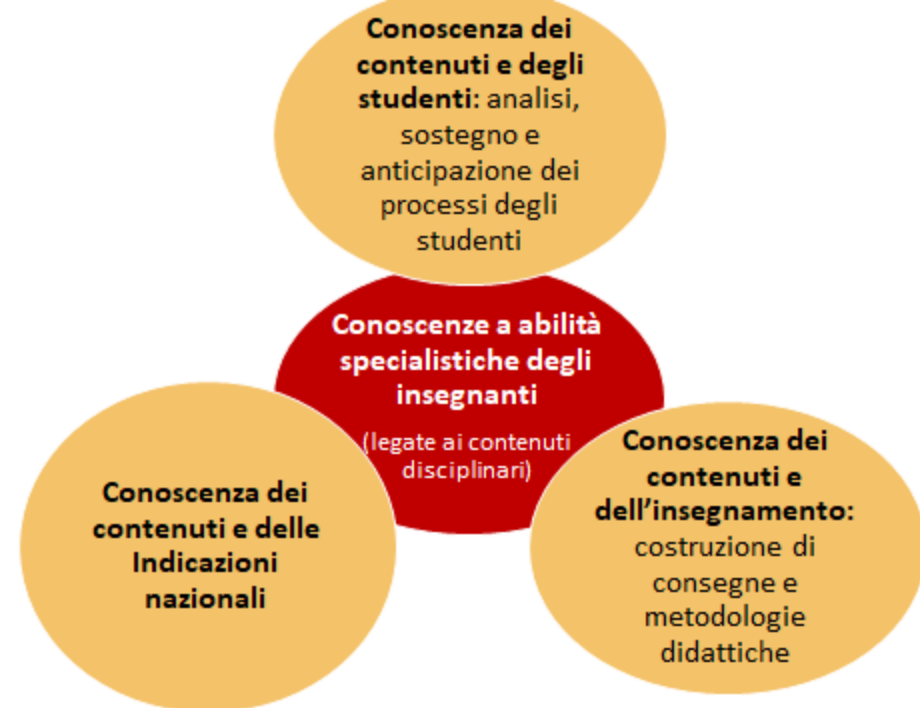 Conoscenza dei
contenuti e degli
studenti: analisi,
sostegno e
anticipazione dei
processi degli
studenti
Conoscenze a abilità
specialistiche degli
insegnanti
(legate ai contenuti
disciplinari)
Conoscenza dei
contenuti e delle
Indicazioni
nazionali
Conoscenza dei
contenuti e
dell’insegnamento:
costruzione di
consegne e
metodologie
didattiche